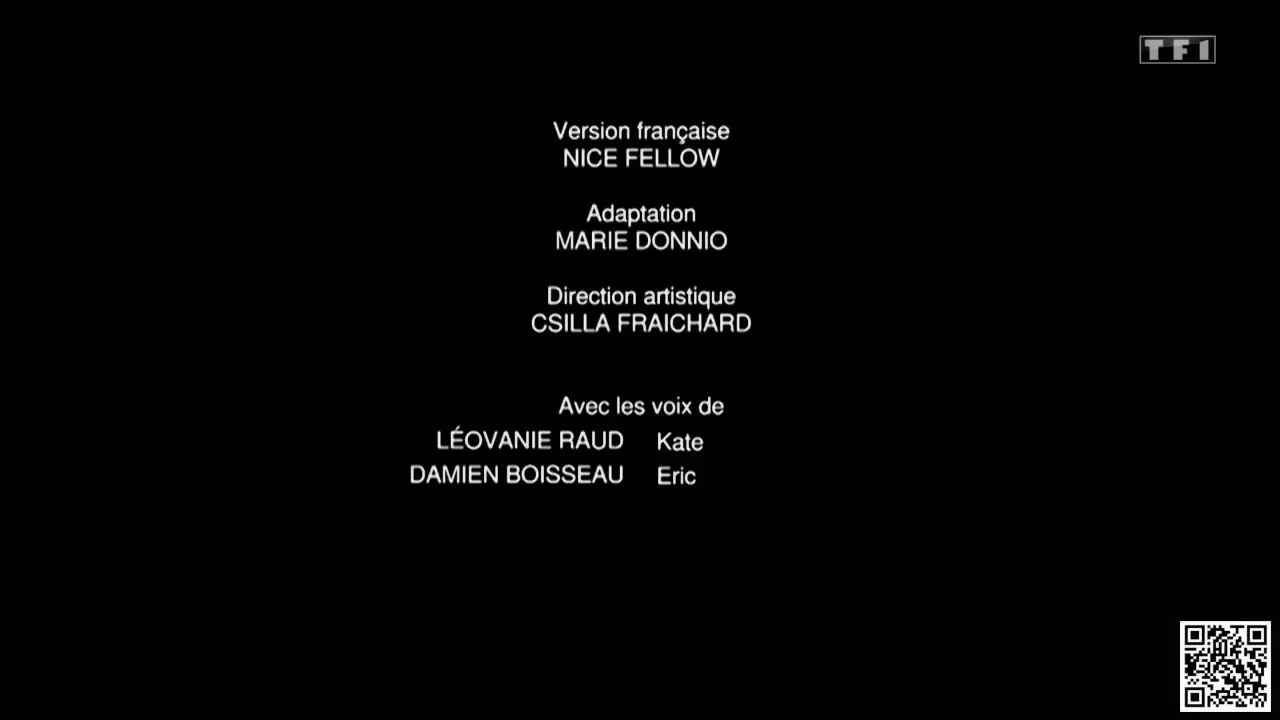 TF1
Version française
NICE FELLOW
Adaptation
MARIE DONNIO
Direction artistique
CSILLA FRAICHARD
Avec les voix de
LÉOVANIE RAUD Kate
DAMIEN BOISSEAU Eric